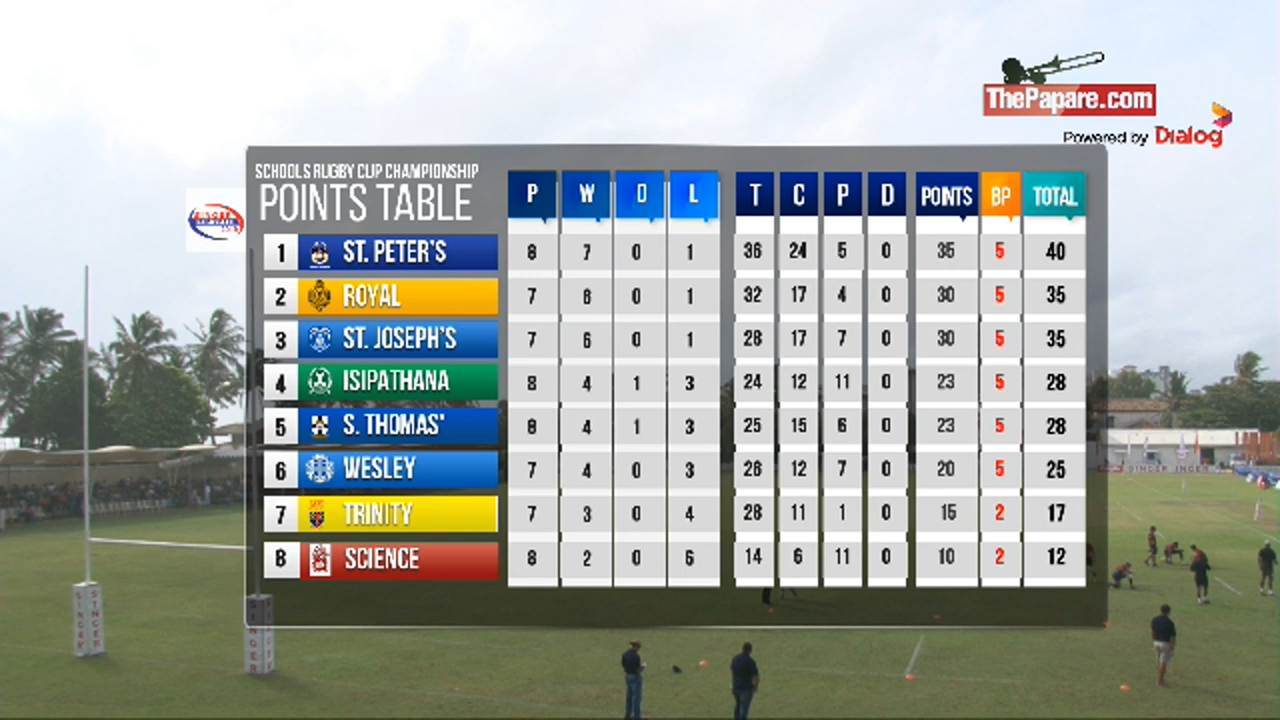 ThePapare.com
Powered by Dialog
SCHOOLS RUGBY CUP CHAMPIONSHIP
POINTS TABLE
P W D L T C P D POINTS BP TOTAL
1 ST. PETER'S 8 7 0 1 36 24 5 0 35 5 40
2 ROYAL 7 6 0 1 32 17 4 0 30 5 35
3 ST. JOSEPH'S 7 6 0 1 28 17 7 0 30 5 35
4 ISIPATHANA 8 4 1 3 24 12 11 0 23 5 28
5 S. THOMAS' 8 4 1 3 25 15 6 0 23 5 28
6 WESLEY 7 4 0 3 26 12 7 0 20 5 25
7 TRINITY 7 3 0 4 28 11 1 0 15 2 17
8 SCIENCE 8 2 0 6 14 6 11 0 10 2 12
SINGER
SINGER
SINGER
SINGER